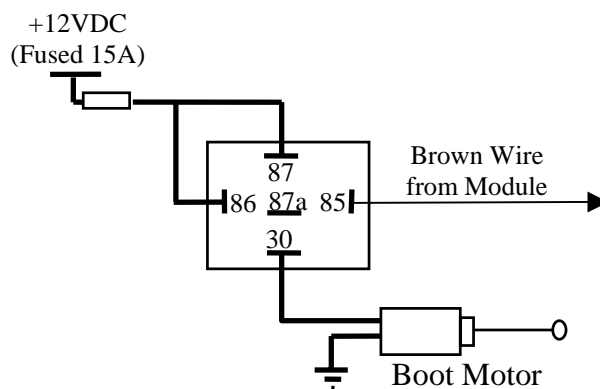 +12VDC
(Fused 15A)
87
86 87a 85
30
Brown Wire
from Module
Boot Motor